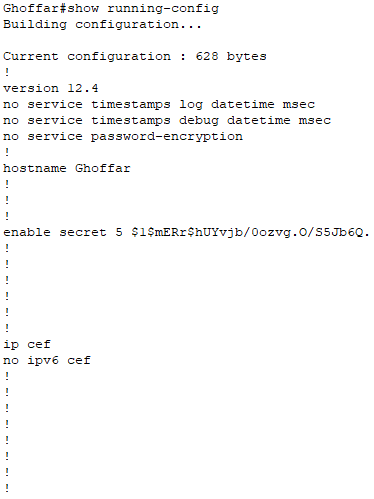 Ghoffar#show running-config
Building configuration...
Current configuration : 628 bytes
!
version 12.4
no service timestamps log datetime msec
no service timestamps debug datetime msec
no service password-encryption
!
hostname Ghoffar
!
!
!
enable secret 5 $1$mERr$hUYvjb/0ozvg.O/S5Jb6Q.
!
!
!
!
!
!
ip cef
no ipv6 cef
!
!
!
!
!
!
!
!